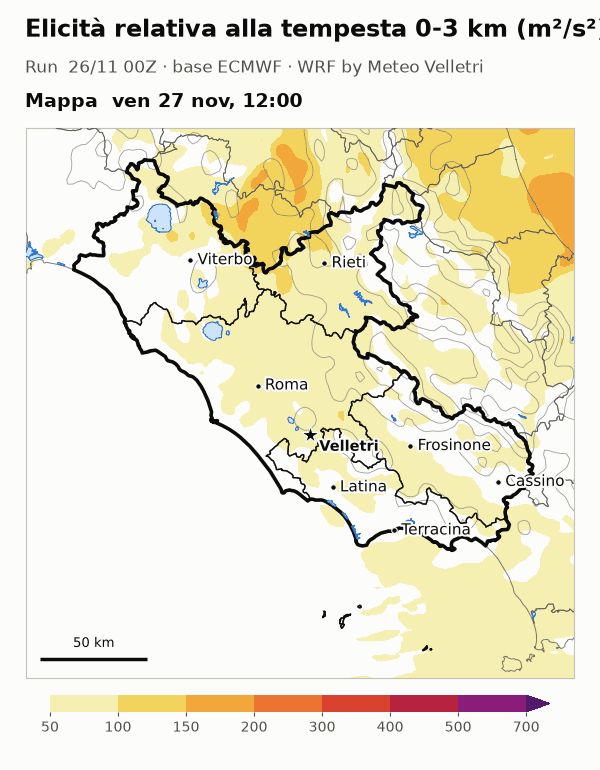 Elicità relativa alla tempesta 0-3 km (m²/s²)
Run  26/11 00Z · base ECMWF · WRF by Meteo Velletri
Mappa  ven 27 nov, 12:00
Viterbo
Rieti
Roma
Velletri
Frosinone
Latina
Cassino
Terracina
50 km
50 100 150 200 300 400 500 700